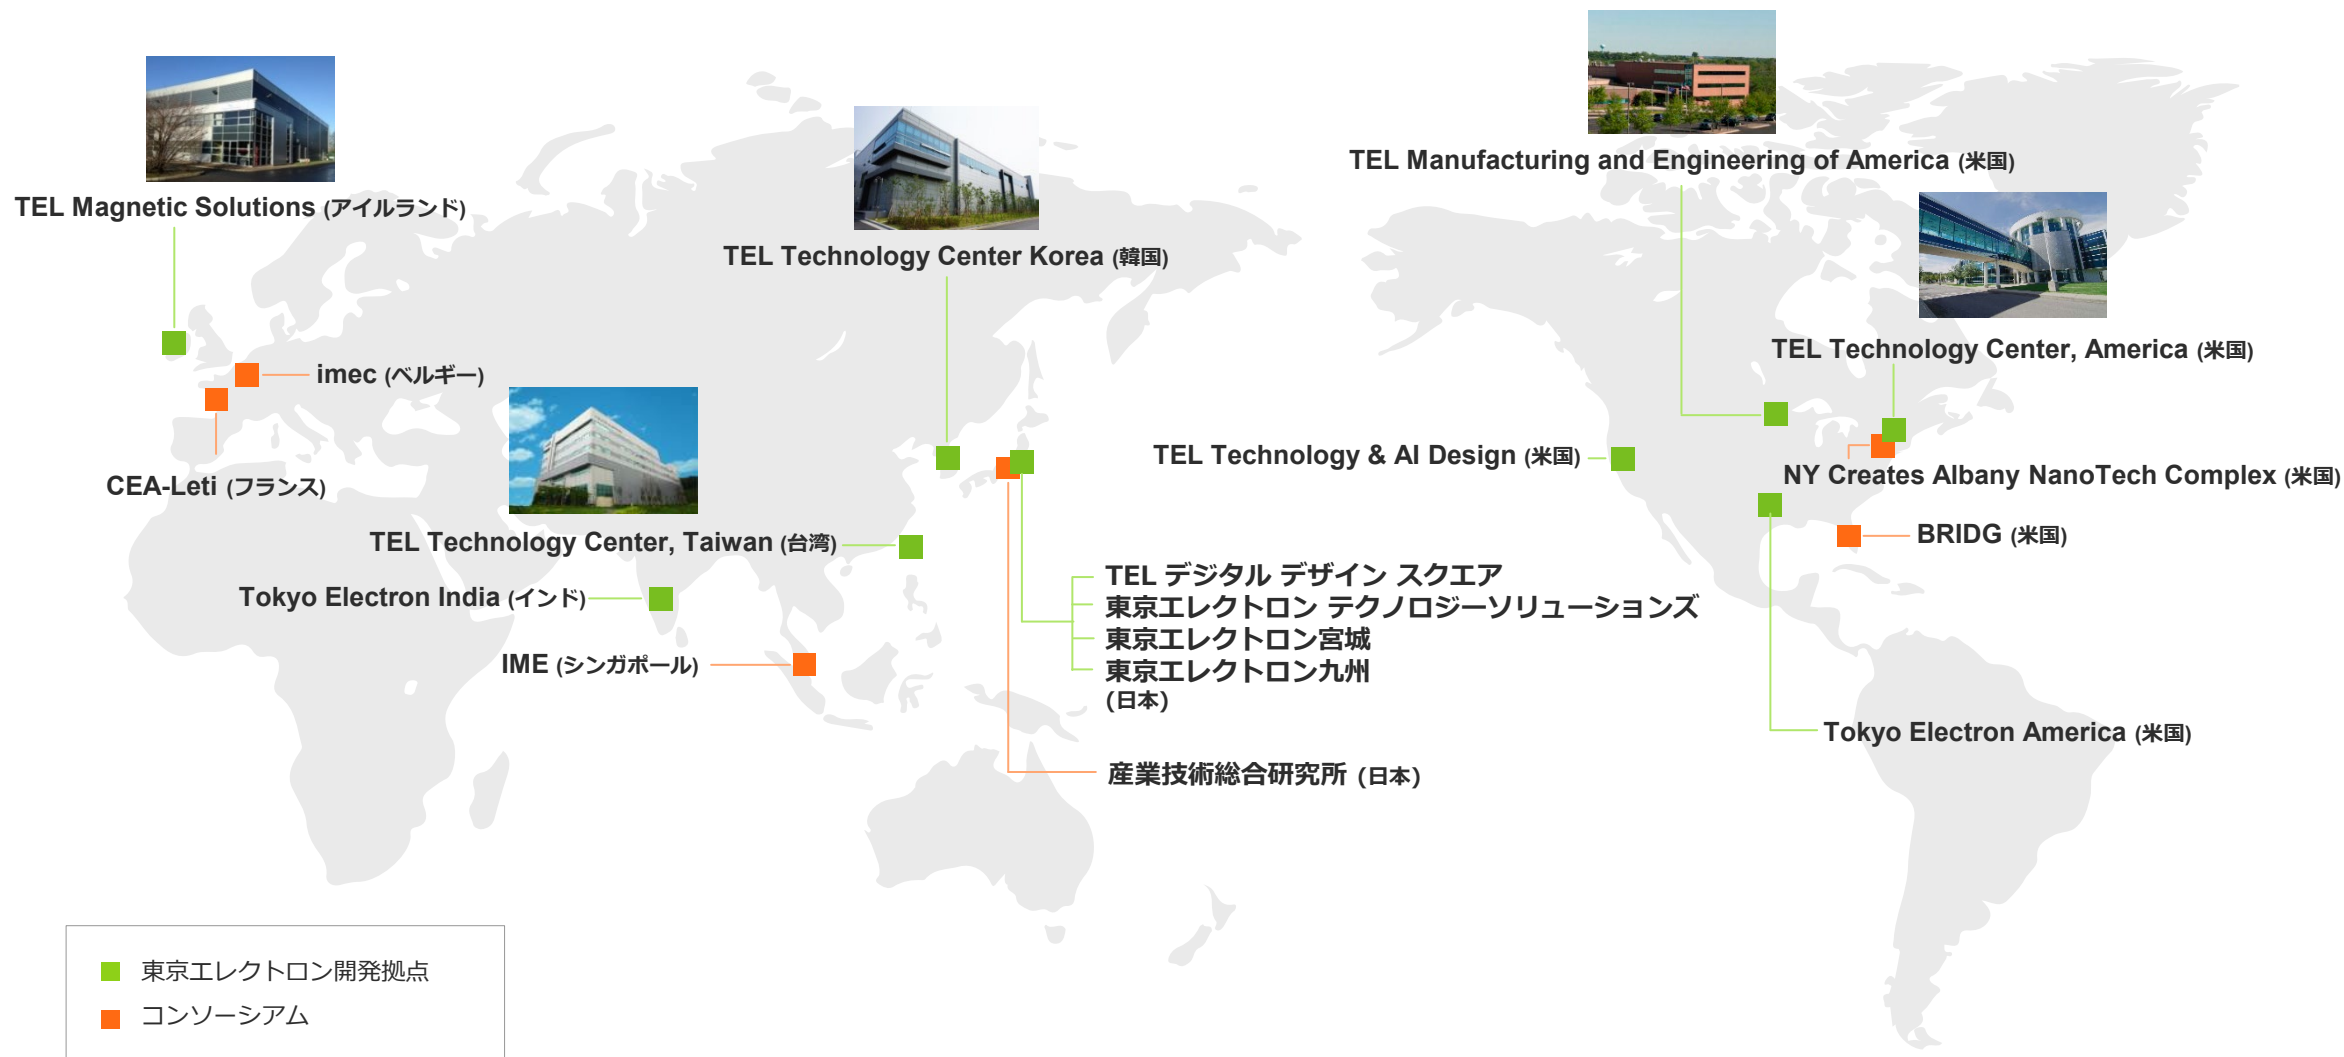 TEL Magnetic Solutions (アイルランド)
imec (ベルギー)
CEA-Leti (フランス)
TEL Technology Center Korea (韓国)
TEL Technology Center, Taiwan (台湾)
Tokyo Electron India (インド)
IME (シンガポール)
TEL デジタル デザイン スクエア
東京エレクトロン テクノロジーソリューションズ
東京エレクトロン宮城
東京エレクトロン九州
(日本)
産業技術総合研究所 (日本)
TEL Manufacturing and Engineering of America (米国)
TEL Technology Center, America (米国)
TEL Technology & AI Design (米国)
NY Creates Albany NanoTech Complex (米国)
BRIDG (米国)
Tokyo Electron America (米国)
東京エレクトロン開発拠点
コンソーシアム